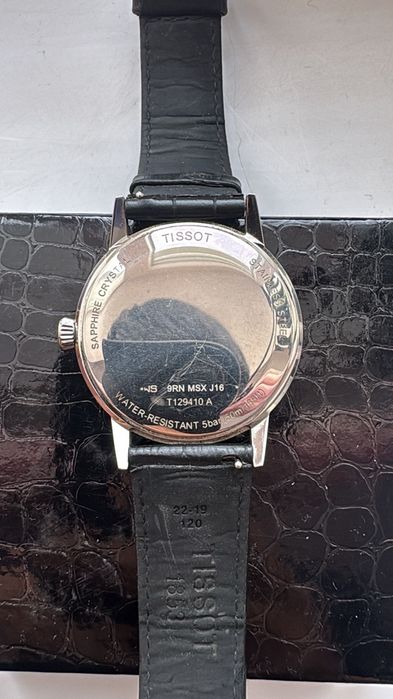 TISSOT
SAPPHIRE CRYSTAL
STAINLESS STEEL
9RN MSX J16
T129410 A
WATER-RESISTANT 5bar
22-19
120
TISSOT
1853